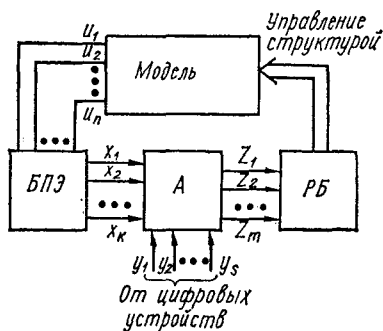 Управление
структурой
u₁
u₂
uₙ
Модель
БПЭ
x₁
x₂
xₖ
А
Z₁
Z₂
Zₘ
РБ
y₁ y₂ yₛ
От цифровых
устройств